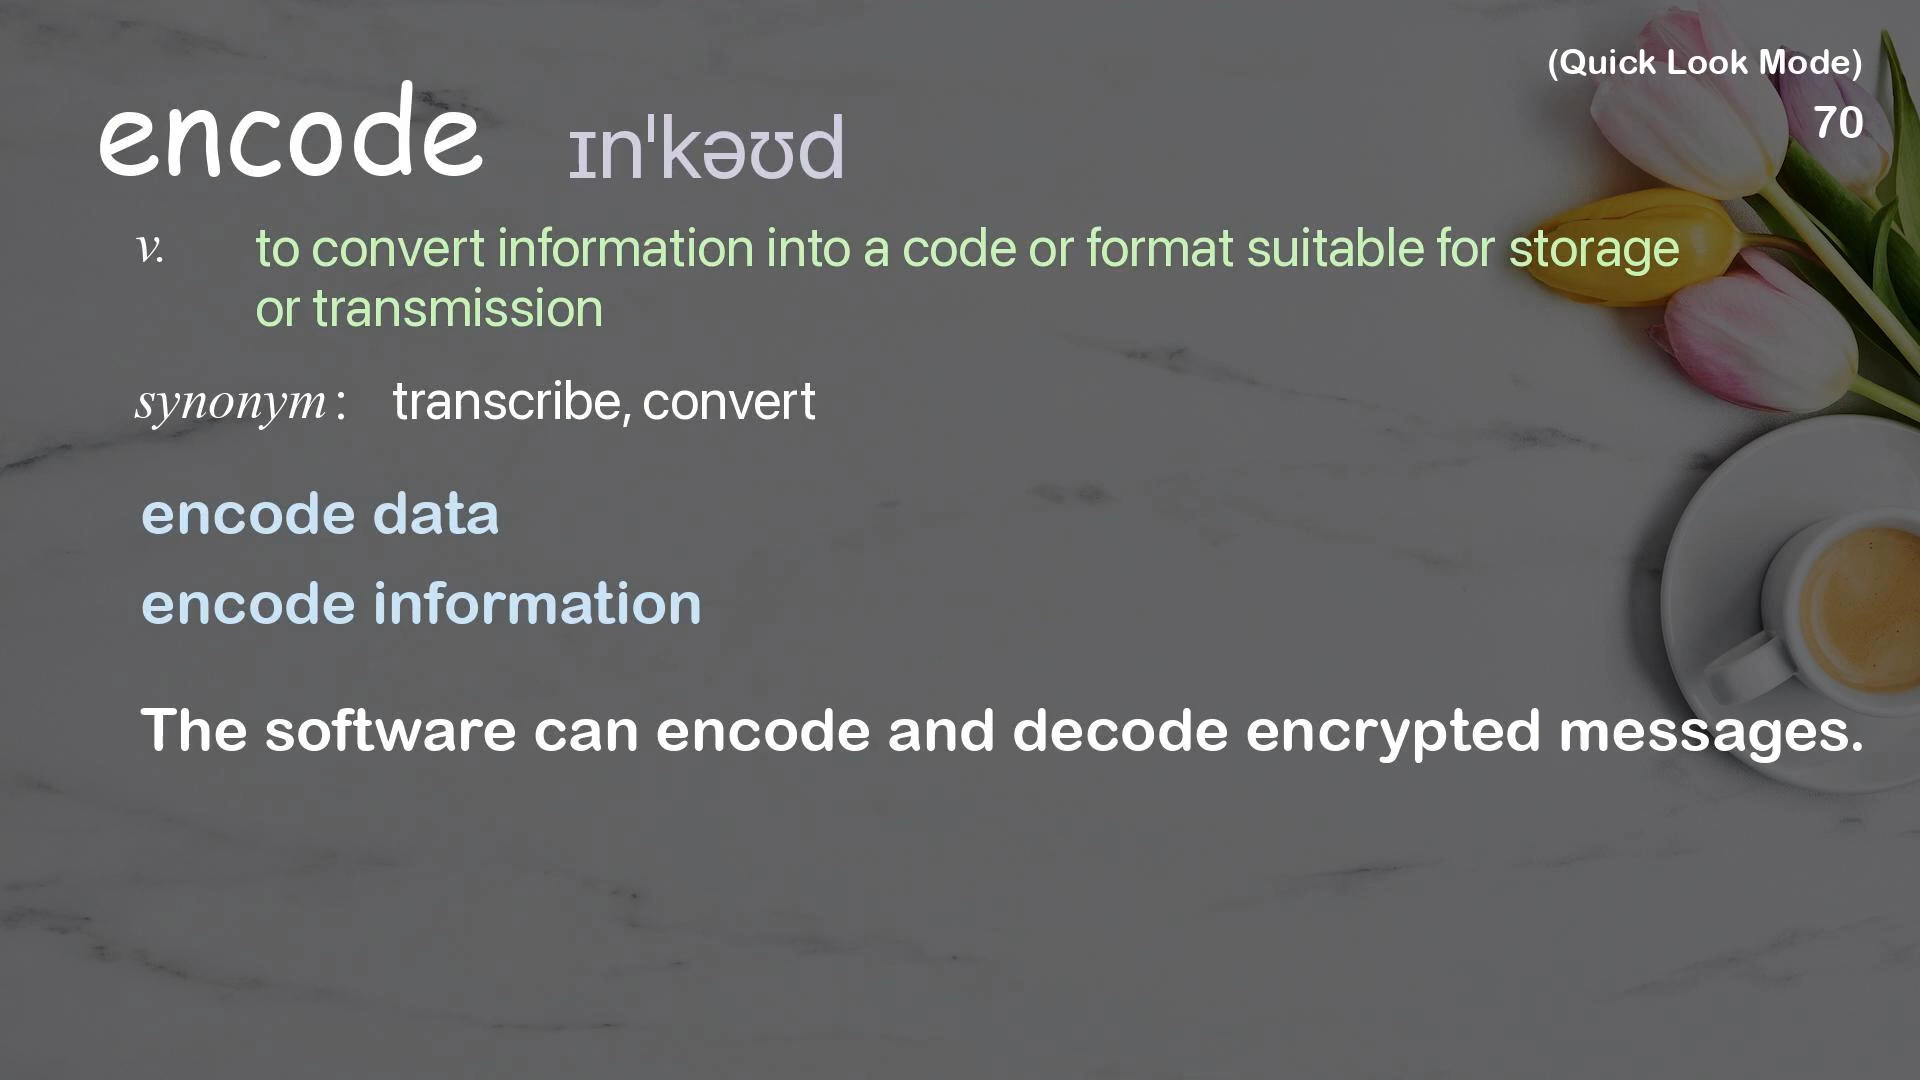 (Quick Look Mode)
70
encode ɪnˈkəʊd
v. to convert information into a code or format suitable for storage
or transmission
synonym: transcribe, convert
encode data
encode information
The software can encode and decode encrypted messages.